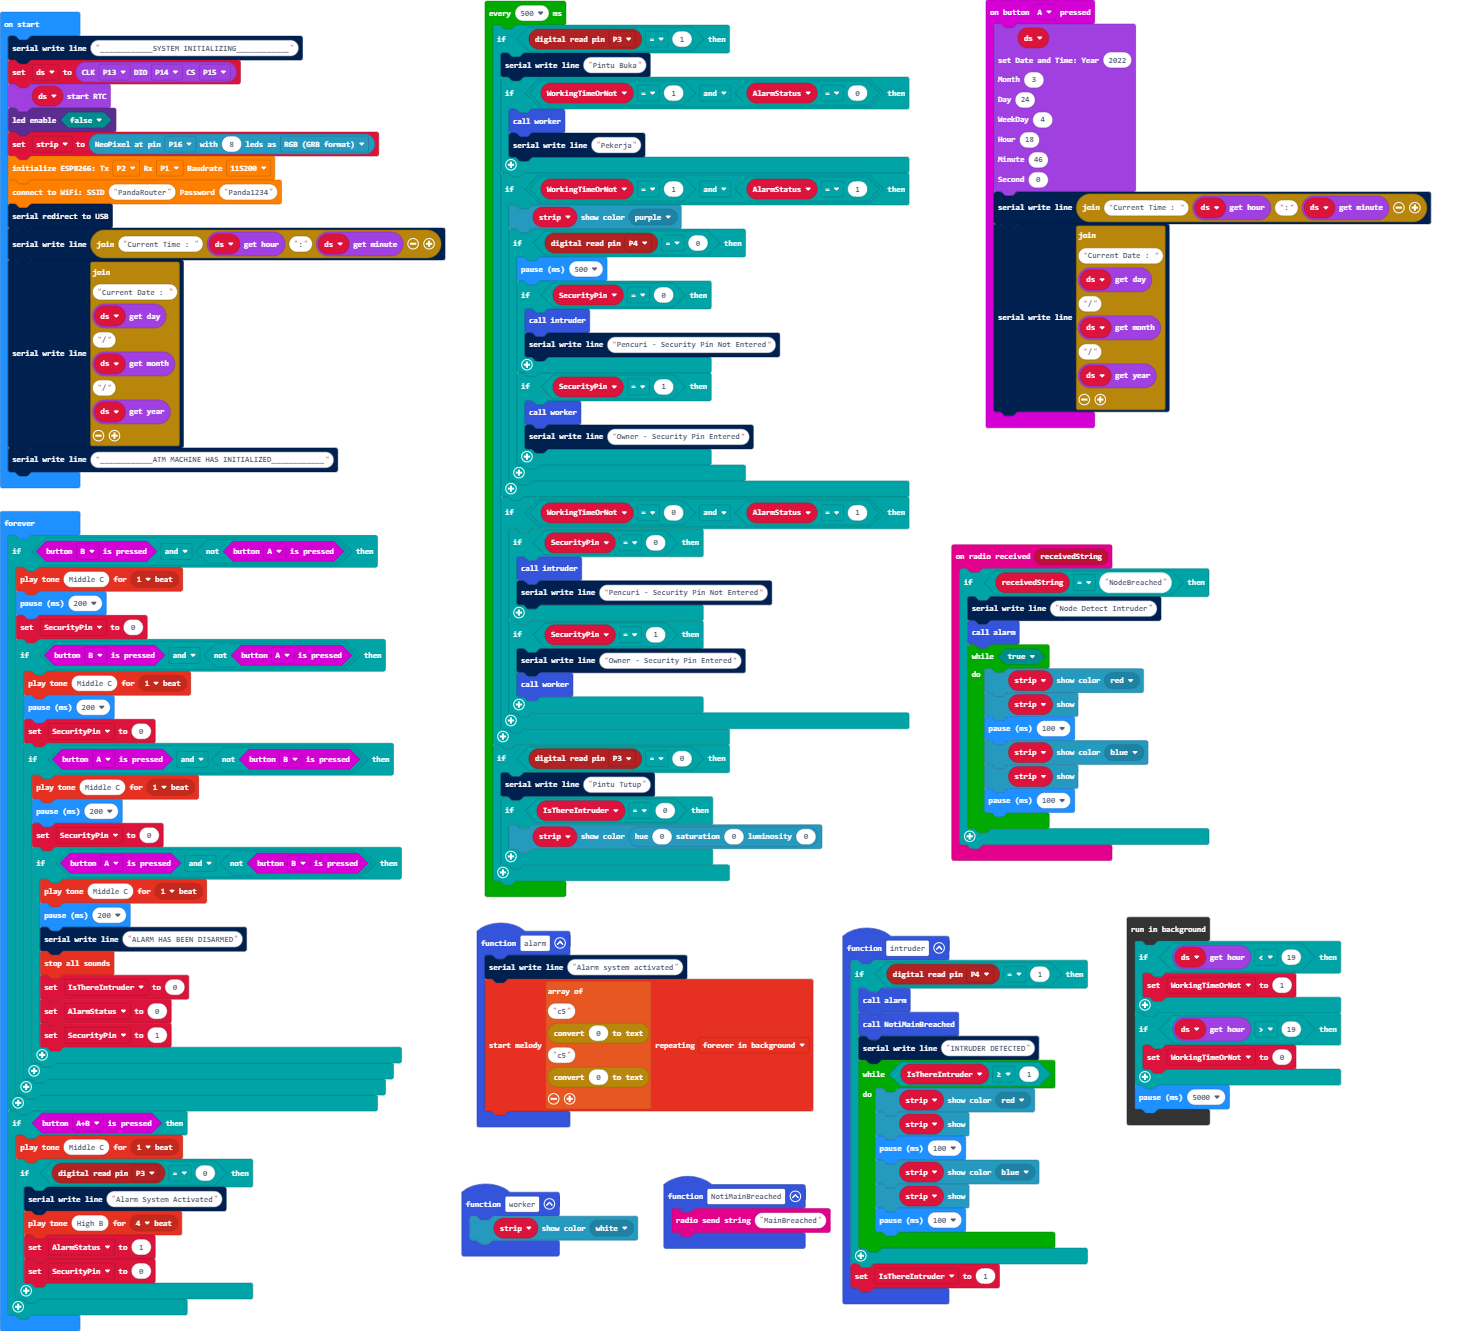 on start
serial write line "____________SYSTEM INITIALIZING____________"
set ds to CLK P13 DIO P14 CS P15
ds start RTC
led enable false
set strip to NeoPixel at pin P16 with 8 leds as RGB (GRB format)
initialize ESP8266: Tx P2 Rx P1 Baudrate 115200
connect to WIFI: SSID "PandaRouter" Password "Panda1234"
serial redirect to USB
serial write line join "Current Time : " ds get hour ":" ds get minute
join
"Current Date : "
ds get day
"/"
serial write line
ds get month
"/"
ds get year
serial write line "____________ATM MACHINE HAS INITIALIZED____________"
forever
if button B is pressed and not button A is pressed then
play tone Middle C for 1 beat
pause (ms) 200
set SecurityPin to 0
if button B is pressed and not button A is pressed then
play tone Middle C for 1 beat
pause (ms) 200
set SecurityPin to 0
if button A is pressed and not button B is pressed then
play tone Middle C for 1 beat
pause (ms) 200
set SecurityPin to 0
if button A is pressed and not button B is pressed then
play tone Middle C for 1 beat
pause (ms) 200
serial write line "ALARM HAS BEEN DISARMED"
stop all sounds
set IsThereIntruder to 0
set AlarmStatus to 0
set SecurityPin to 1
if button A+B is pressed then
play tone Middle C for 1 beat
if digital read pin P3 = 0 then
serial write line "Alarm System Activated"
play tone High B for 4 beat
set AlarmStatus to 1
set SecurityPin to 0
every 500 ms
if digital read pin P3 = 1 then
serial write line "Pintu Buka"
if WorkingTimeOrNot = 1 and AlarmStatus = 0 then
call worker
serial write line "Pekerja"
if WorkingTimeOrNot = 1 and AlarmStatus = 1 then
strip show color purple
if digital read pin P4 = 0 then
pause (ms) 500
if SecurityPin = 0 then
call intruder
serial write line "Pencuri - Security Pin Not Entered"
if SecurityPin = 1 then
call worker
serial write line "Owner - Security Pin Entered"
if WorkingTimeOrNot = 0 and AlarmStatus = 1 then
if SecurityPin = 0 then
call intruder
serial write line "Pencuri - Security Pin Not Entered"
if SecurityPin = 1 then
serial write line "Owner - Security Pin Entered"
call worker
if digital read pin P3 = 0 then
serial write line "Pintu Tutup"
if IsThereIntruder = 0 then
strip show color hue 0 saturation 0 luminosity 0
function alarm
serial write line "Alarm system activated"
array of
"c5"
convert 0 to text
start melody "c5" repeating forever in background
convert 0 to text
function worker
strip show color white
function NotiMainBreached
radio send string "MainBreached"
function intruder
if digital read pin P4 = 1 then
call alarm
call NotiMainBreached
serial write line "INTRUDER DETECTED"
while IsThereIntruder ≥ 1
do
strip show color red
strip show
pause (ms) 100
strip show color blue
strip show
pause (ms) 100
set IsThereIntruder to 1
on button A pressed
ds
set Date and Time: Year 2022
Month 3
Day 24
WeekDay 4
Hour 18
Minute 46
Second 0
serial write line join "Current Time : " ds get hour ":" ds get minute
join
"Current Date : "
ds get day
"/"
serial write line
ds get month
"/"
ds get year
on radio received receivedString
if receivedString = "NodeBreached" then
serial write line "Node Detect Intruder"
call alarm
while true
do
strip show color red
strip show
pause (ms) 100
strip show color blue
strip show
pause (ms) 100
run in background
if ds get hour < 19 then
set WorkingTimeOrNot to 1
if ds get hour > 19 then
set WorkingTimeOrNot to 0
pause (ms) 5000